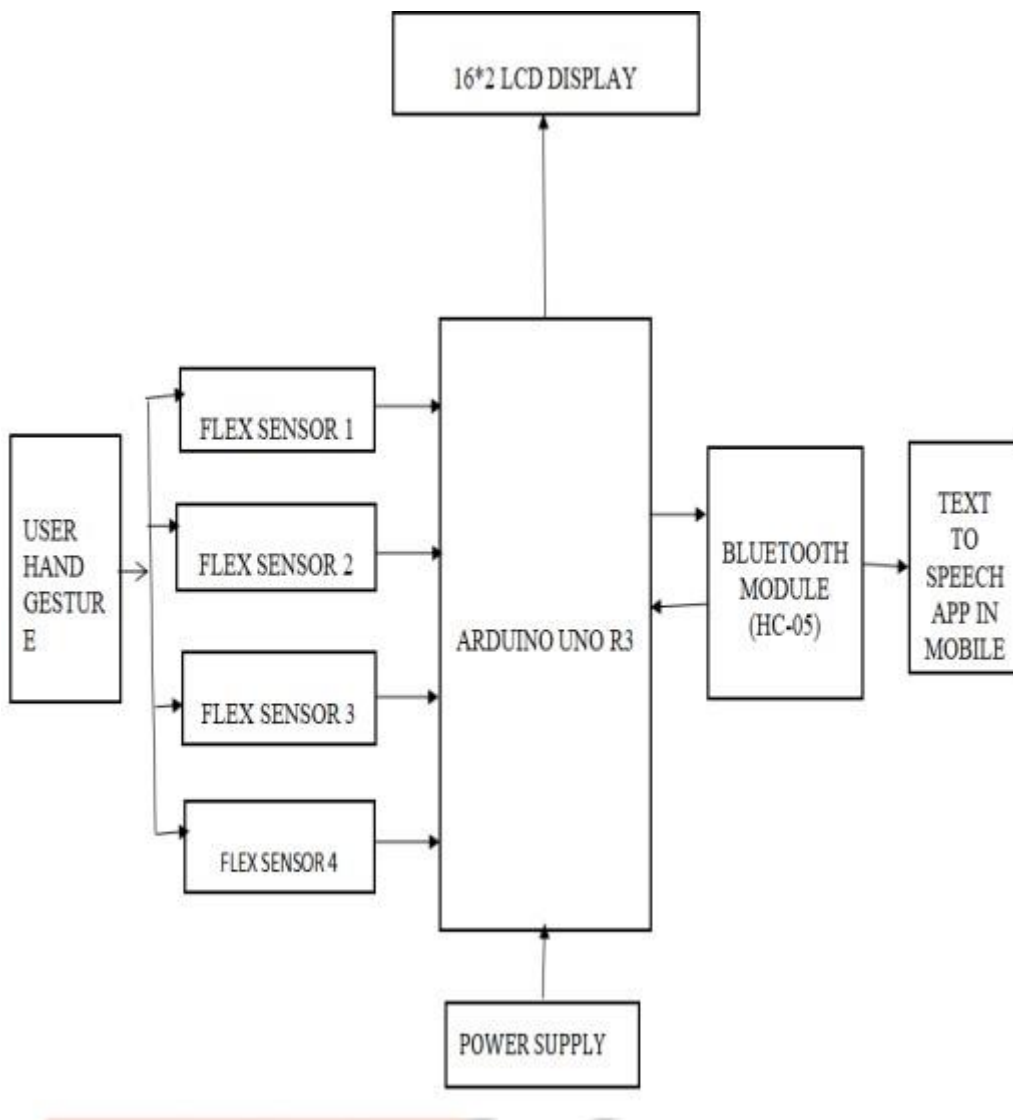 16*2 LCD DISPLAY
FLEX SENSOR 1
FLEX SENSOR 2
FLEX SENSOR 3
FLEX SENSOR 4
USER
HAND
GESTUR
E
ARDUINO UNO R3
BLUETOOTH
MODULE
(HC-05)
TEXT
TO
SPEECH
APP IN
MOBILE
POWER SUPPLY